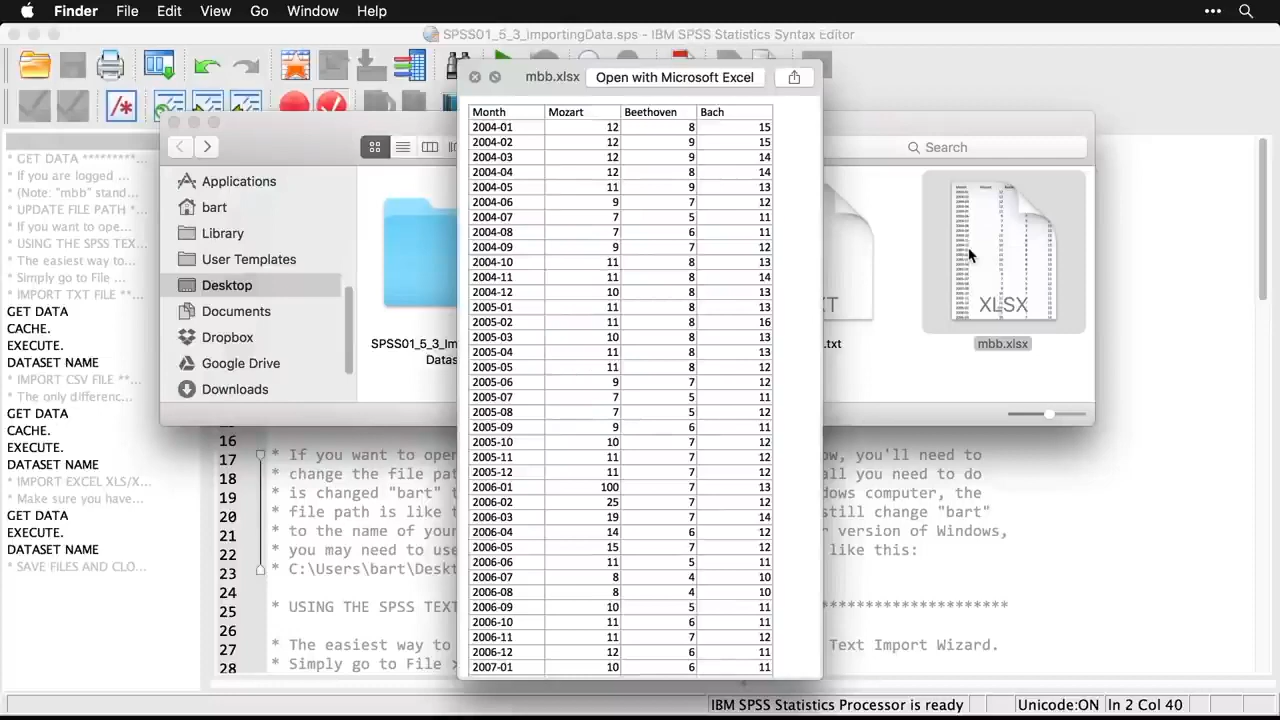 Finder File Edit View Go Window Help
SPSS01_5_3_ImportingData.sps - IBM SPSS Statistics Syntax Editor
mbb.xlsx Open with Microsoft Excel
Search
Applications
bart
Library
User Templates
Desktop
Documents
Dropbox
Google Drive
Downloads
SPSS01_5_3_Im
Datas
.txt
XLSX
mbb.xlsx
Month Mozart Beethoven Bach
2004-01 12 8 15
2004-02 12 9 15
2004-03 12 9 14
2004-04 12 8 14
2004-05 11 9 13
2004-06 9 7 12
2004-07 7 5 11
2004-08 7 6 11
2004-09 9 7 12
2004-10 11 8 13
2004-11 11 8 14
2004-12 10 8 13
2005-01 11 8 13
2005-02 11 8 16
2005-03 10 8 13
2005-04 11 8 13
2005-05 11 8 12
2005-06 9 7 12
2005-07 7 5 11
2005-08 7 5 12
2005-09 9 6 11
2005-10 10 7 12
2005-11 11 7 12
2005-12 11 7 12
2006-01 100 7 13
2006-02 25 7 12
2006-03 19 7 14
2006-04 14 6 12
2006-05 15 7 12
2006-06 11 5 11
2006-07 8 4 10
2006-08 8 4 10
2006-09 10 5 11
2006-10 11 6 11
2006-11 11 7 12
2006-12 12 6 11
2007-01 10 6 11
* GET DATA *********...
* If you are logged ...
* (Note: "mbb" stand...
* UPDATE FILE PATH *...
* If you want to ope...
* USING THE SPSS TEX...
* The easiest way to...
* Simply go to File ...
* IMPORT TXT FILE **...
GET DATA
CACHE.
EXECUTE.
DATASET NAME
* IMPORT CSV FILE **...
* The only differenc...
GET DATA
CACHE.
EXECUTE.
DATASET NAME
* IMPORT EXCEL XLS/X...
* Make sure you have...
GET DATA
EXECUTE.
DATASET NAME
* SAVE FILES AND CLO...
16
17 * If you want to open ow, you'll need to
18 * change the file pat all you need to do
19 * is changed "bart" t dows computer, the
20 * file path is like t still change "bart"
21 * to the name of your r version of Windows,
22 * you may need to use like this:
23 * C:\Users\bart\Deskt
24
25 * USING THE SPSS TEXT **********************
26
27 * The easiest way to Text Import Wizard.
28 * Simply go to File >
IBM SPSS Statistics Processor is ready Unicode:ON In 2 Col 40